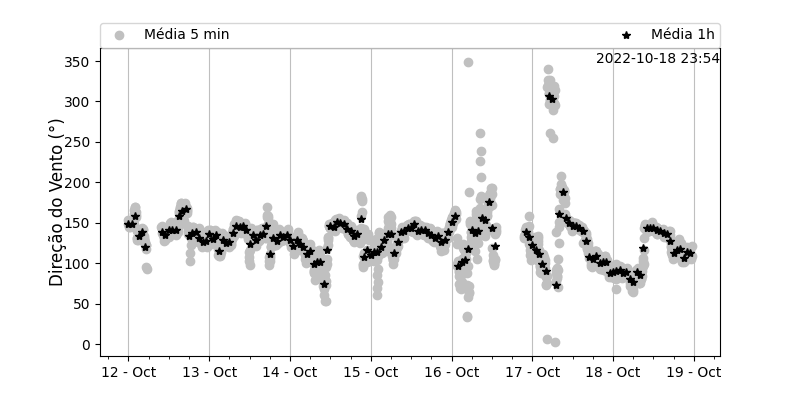 Média 5 min
Média 1h
2022-10-18 23:54
Direção do Vento (°)
350
300
250
200
150
100
50
0
12 - Oct
13 - Oct
14 - Oct
15 - Oct
16 - Oct
17 - Oct
18 - Oct
19 - Oct